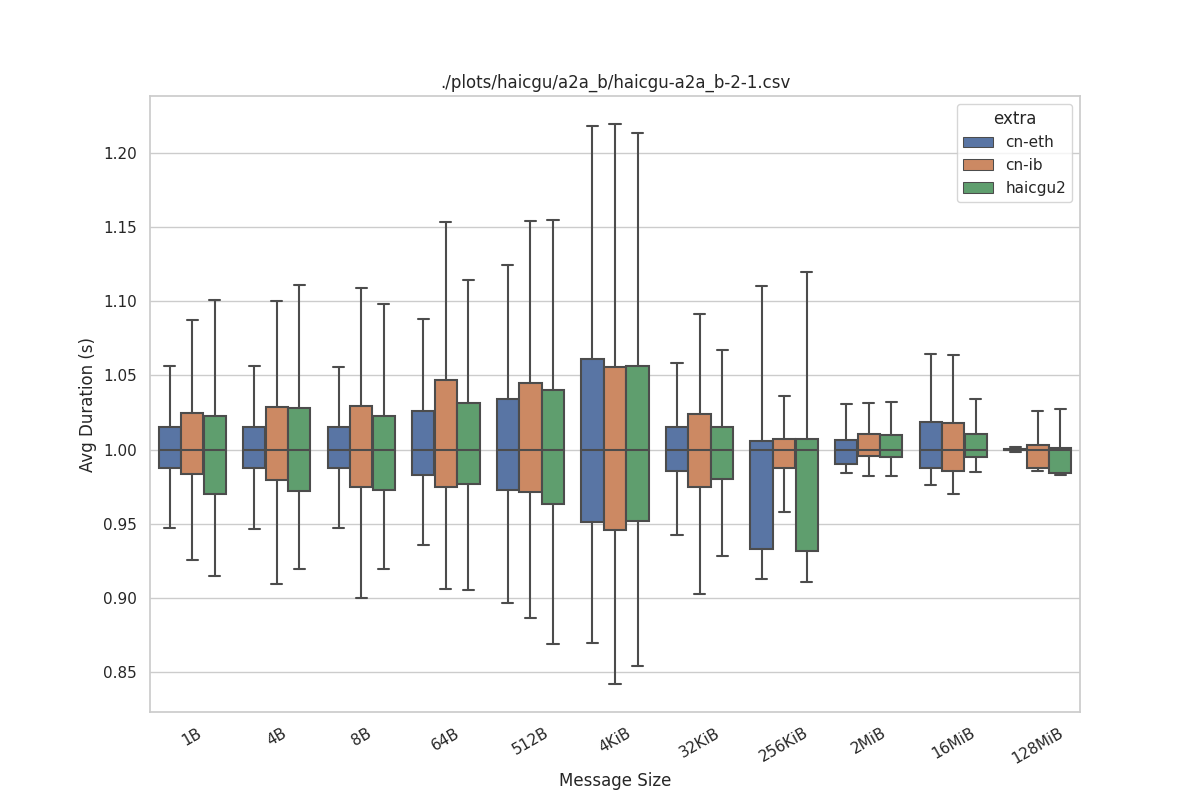 ./plots/haicgu/a2a_b/haicgu-a2a_b-2-1.csv
extra
cn-eth
cn-ib
haicgu2
Avg Duration (s)
1.20
1.15
1.10
1.05
1.00
0.95
0.90
0.85
1B 4B 8B 64B 512B 4KiB 32KiB 256KiB 2MiB 16MiB 128MiB
Message Size